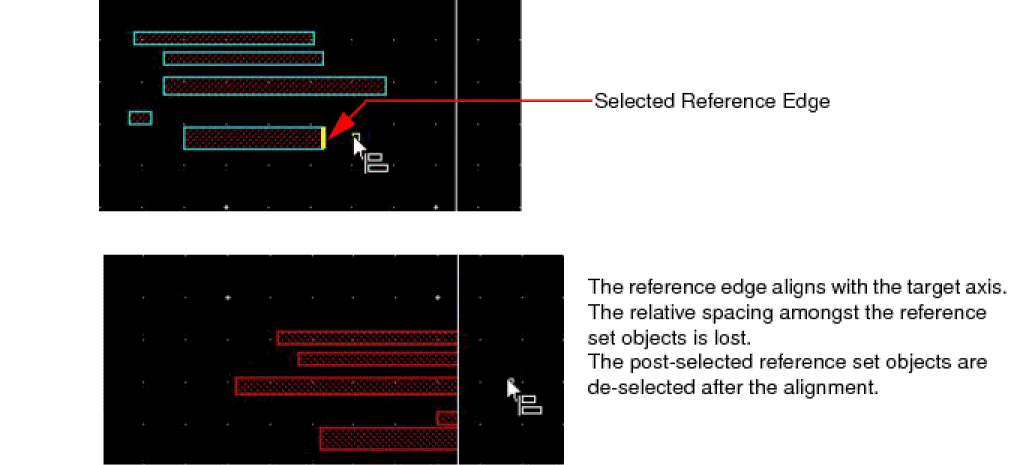 Selected Reference Edge
The reference edge aligns with the target axis.
The relative spacing amongst the reference
set objects is lost.
The post-selected reference set objects are
de-selected after the alignment.